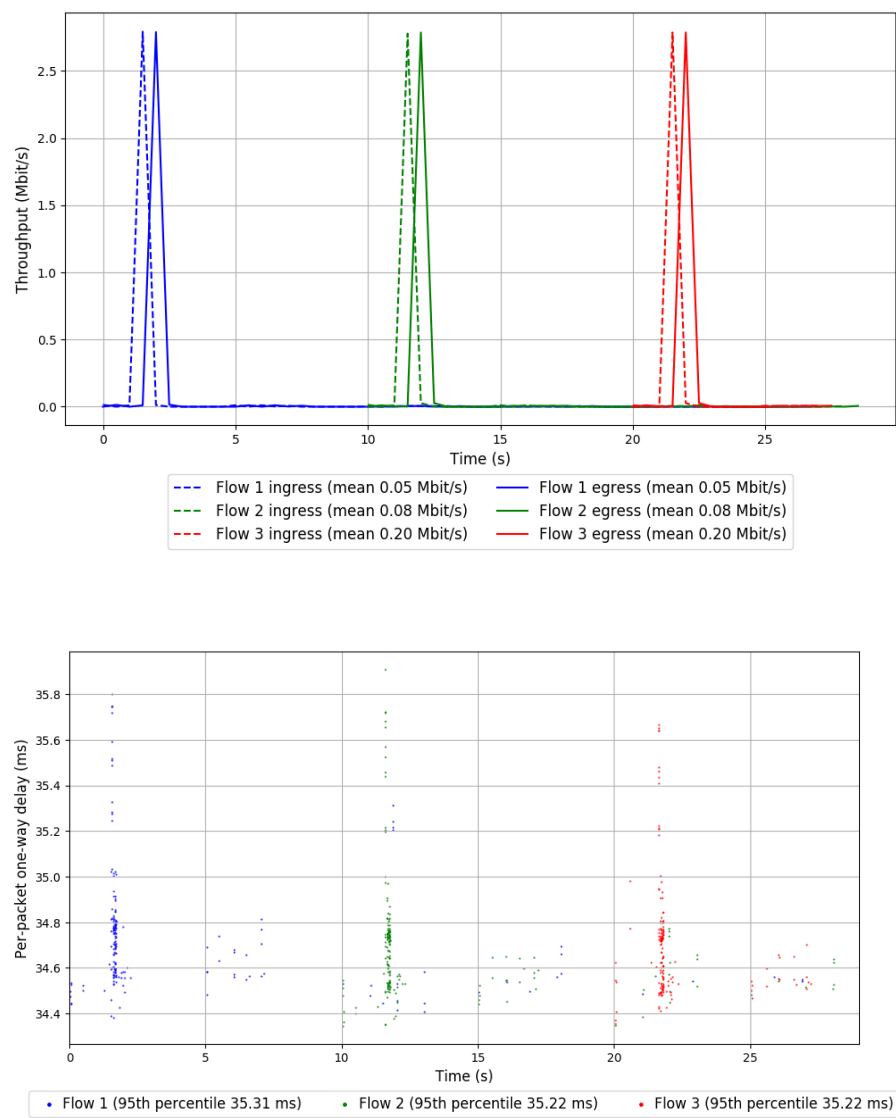 2.5
2.0
1.5
1.0
0.5
0.0
Throughput (Mbit/s)
0 5 10 15 20 25
Time (s)
Flow 1 ingress (mean 0.05 Mbit/s) Flow 1 egress (mean 0.05 Mbit/s)
Flow 2 ingress (mean 0.08 Mbit/s) Flow 2 egress (mean 0.08 Mbit/s)
Flow 3 ingress (mean 0.20 Mbit/s) Flow 3 egress (mean 0.20 Mbit/s)
35.8
35.6
35.4
35.2
35.0
34.8
34.6
34.4
Per-packet one-way delay (ms)
0 5 10 15 20 25
Time (s)
Flow 1 (95th percentile 35.31 ms) Flow 2 (95th percentile 35.22 ms) Flow 3 (95th percentile 35.22 ms)